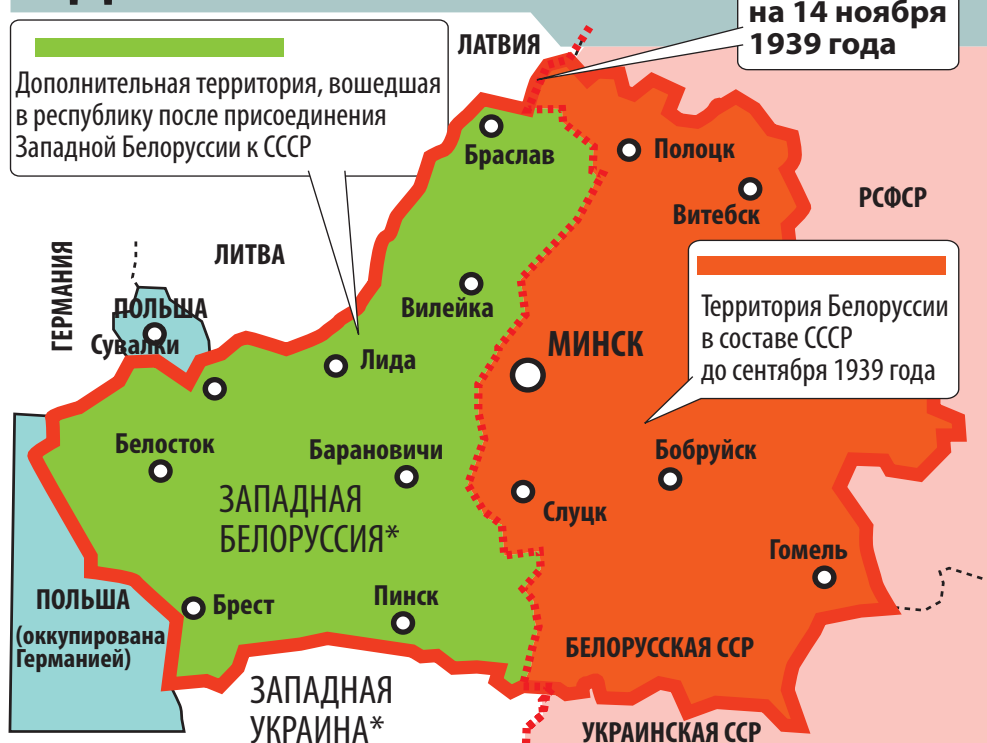 на 14 ноября
1939 года
ЛАТВИЯ
Дополнительная территория, вошедшая
в республику после присоединения
Западной Белоруссии к СССР
Браслав
Полоцк
Витебск
РСФСР
ГЕРМАНИЯ
ЛИТВА
ПОЛЬША
Сувалки
Вилейка
Территория Белоруссии
в составе СССР
до сентября 1939 года
МИНСК
Лида
Белосток
Барановичи
Бобруйск
ЗАПАДНАЯ
БЕЛОРУССИЯ*
Слуцк
Гомель
ПОЛЬША
(оккупирована
Германией)
Брест
Пинск
БЕЛОРУССКАЯ ССР
ЗАПАДНАЯ
УКРАИНА*
УКРАИНСКАЯ ССР